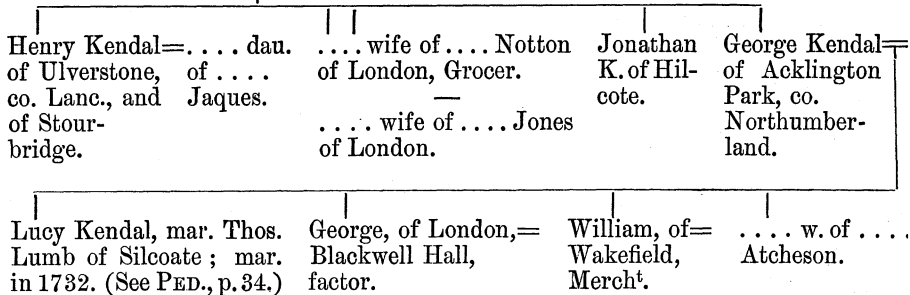 Henry Kendal=
of Ulverstone,
co. Lanc., and
of Stour-
bridge.
. . . . dau.
of . . . .
Jaques.
. . . . wife of . . . . Notton
of London, Grocer.
—
. . . . wife of . . . . Jones
of London.
Jonathan
K. of Hil-
cote.
George Kendal=
of Acklington
Park, co.
Northumber-
land.
Lucy Kendal, mar. Thos.
Lumb of Silcoate ; mar.
in 1732. (See PED., p. 34.)
George, of London,=
Blackwell Hall,
factor.
William, of=
Wakefield,
Mercht.
. . . . w. of . . . .
Atcheson.